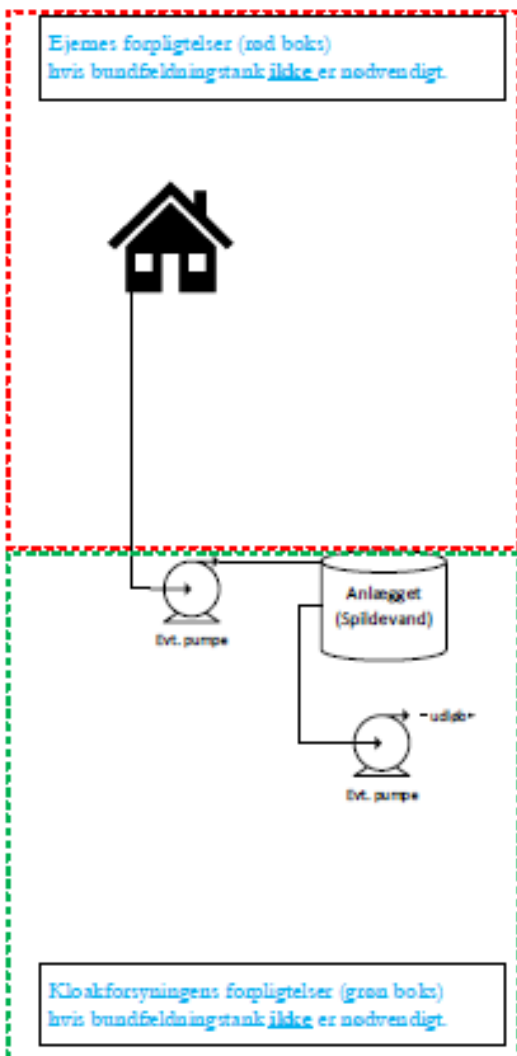 Ejernes forpligtelser (rød boks)
hvis bundfældningstank ikke er nødvendigt.
Anlægget
(Spildevand)
Evt. pumpe
udløb
Evt. pumpe
Kloakforsyningens forpligtelser (grøn boks)
hvis bundfældningstank ikke er nødvendigt.